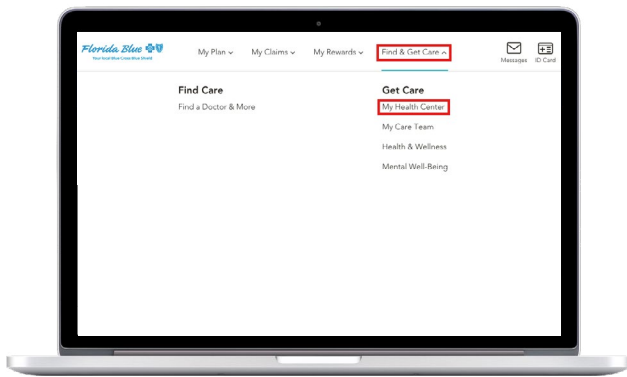 Florida Blue
Your local Blue Cross Blue Shield
My Plan
My Claims
My Rewards
Find & Get Care
Messages
ID Card
Find Care
Find a Doctor & More
Get Care
My Health Center
My Care Team
Health & Wellness
Mental Well-Being